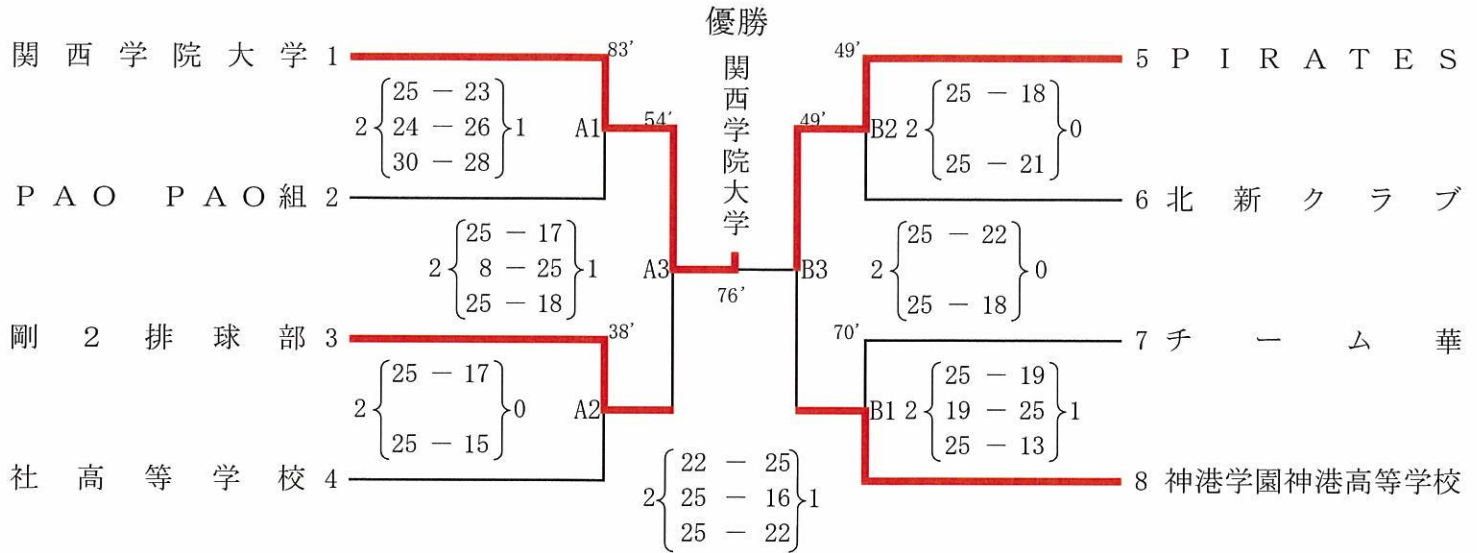 優勝
関西学院大学
関西学院大学 1
83'
25 － 23
2 24 － 26 1
30 － 28
A1
54'
PAO PAO組 2
25 － 17
2 8 － 25 1
25 － 18
A3
76'
剛2排球部 3
38'
25 － 17
2 0
25 － 15
A2
社高等学校 4
22 － 25
2 25 － 16 1
25 － 22
49'
5 PIRATES
49'
B2
25 － 18
2 0
25 － 21
6 北新クラブ
B3
25 － 22
2 0
25 － 18
70'
7 チーム華
B1
25 － 19
2 19 － 25 1
25 － 13
8 神港学園神港高等学校